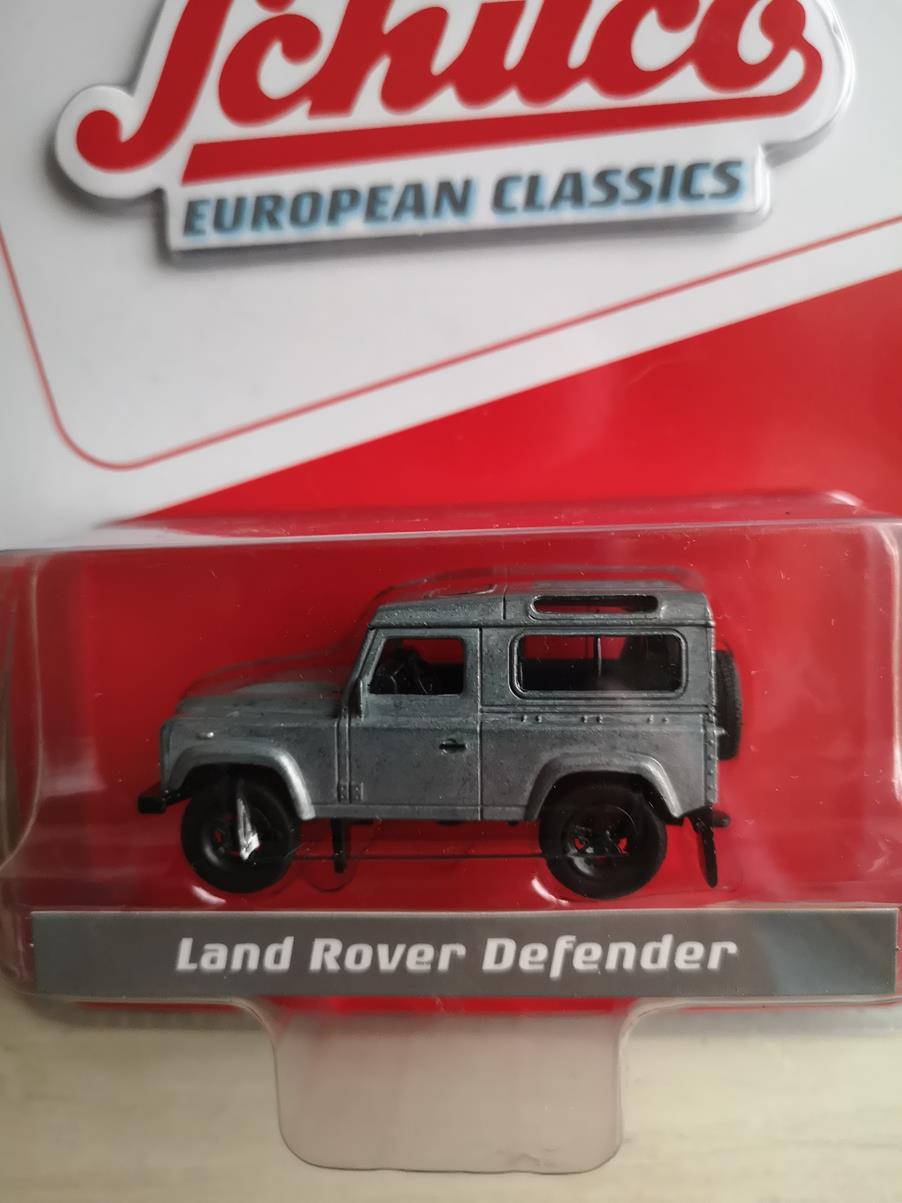 Schuco
EUROPEAN CLASSICS
Land Rover Defender